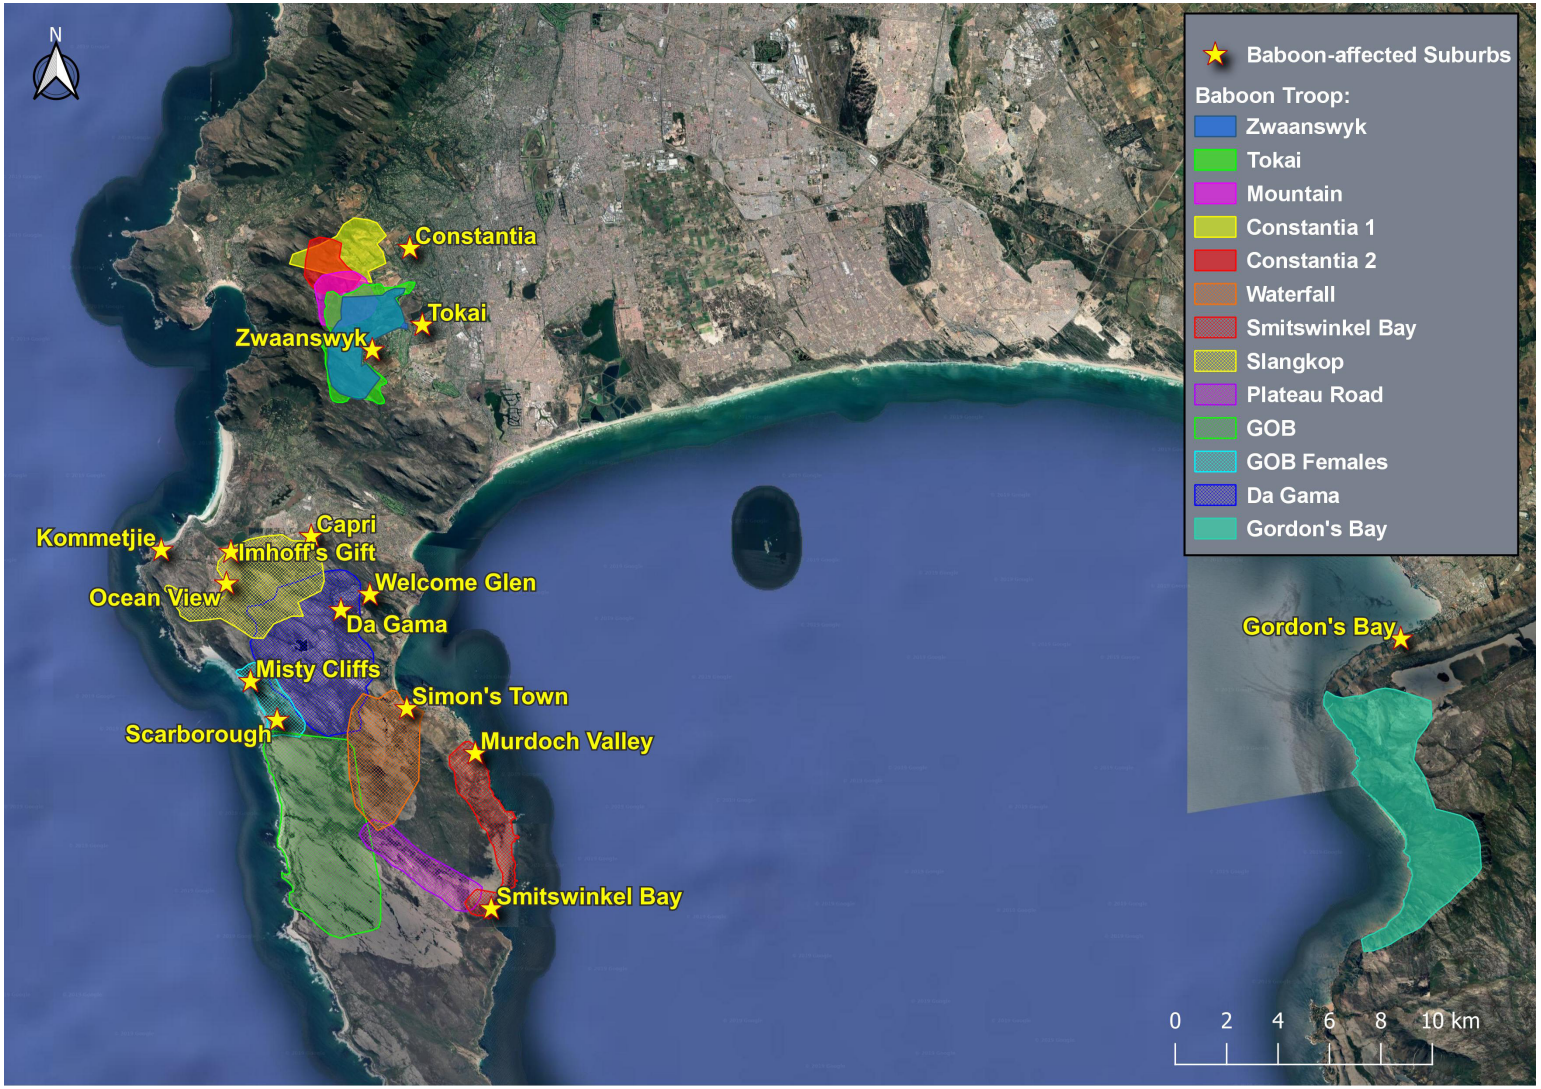 N
Baboon-affected Suburbs
Baboon Troop:
Zwaanswyk
Tokai
Mountain
Constantia 1
Constantia 2
Waterfall
Smitswinkel Bay
Slangkop
Plateau Road
GOB
GOB Females
Da Gama
Gordon's Bay
Constantia
Tokai
Zwaanswyk
Capri
Kommetjie
Imhoff's Gift
Welcome Glen
Ocean View
Da Gama
Gordon's Bay
Misty Cliffs
Simon's Town
Scarborough
Murdoch Valley
Smitswinkel Bay
0 2 4 6 8 10 km